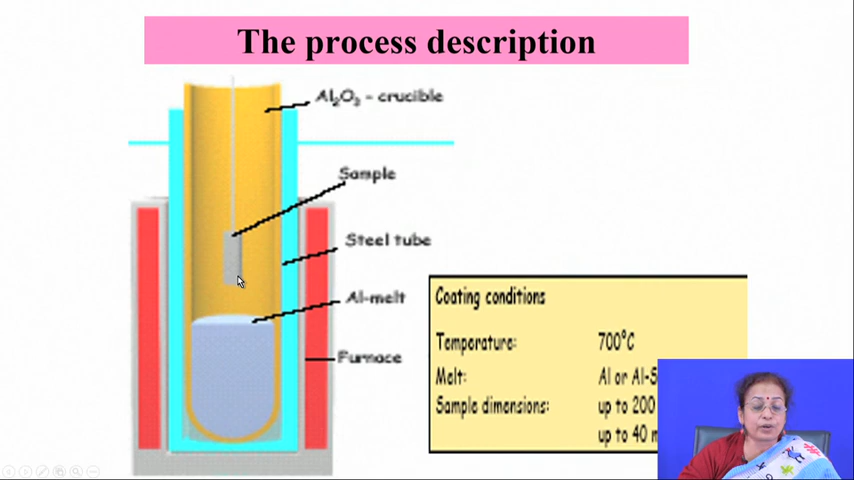 The process description
Al₂O₃ – crucible
Sample
Steel tube
Al-melt
Furnace
Coating conditions
Temperature: 700°C
Melt: Al or Al-S
Sample dimensions: up to 200
up to 40